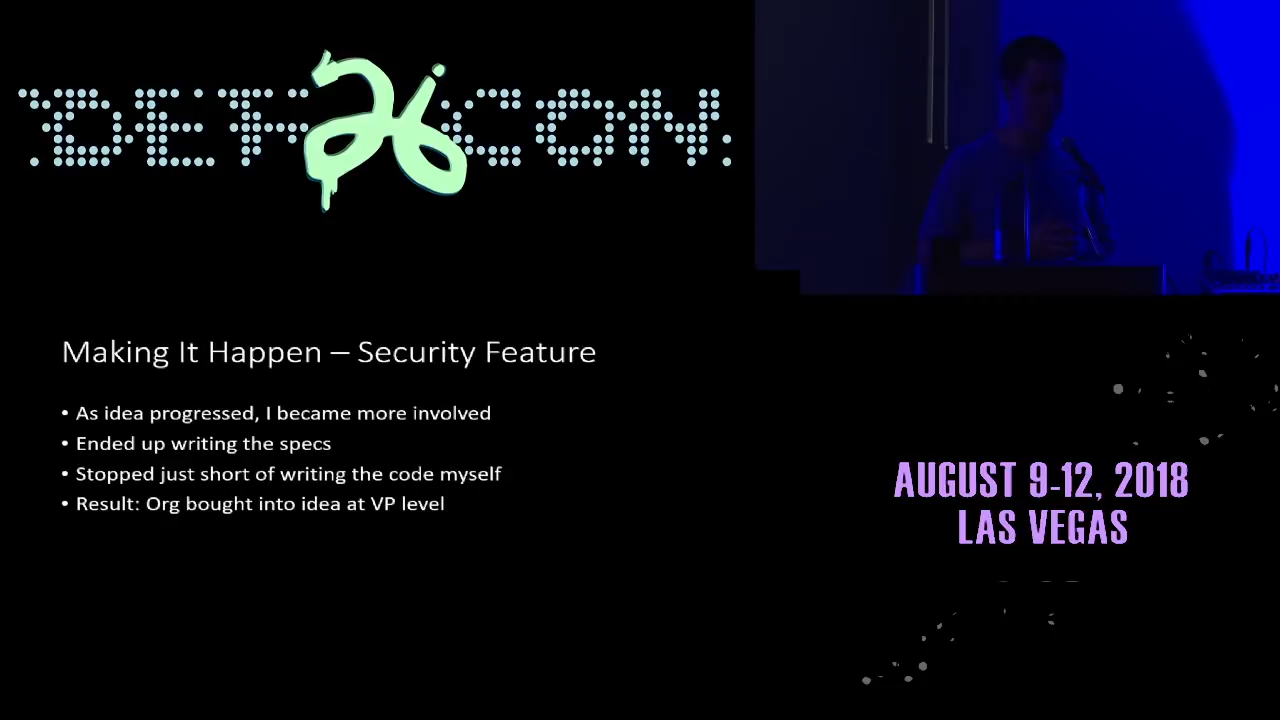 DEF 26 CON
Making It Happen – Security Feature
• As idea progressed, I became more involved
• Ended up writing the specs
• Stopped just short of writing the code myself
• Result: Org bought into idea at VP level
AUGUST 9-12, 2018
LAS VEGAS